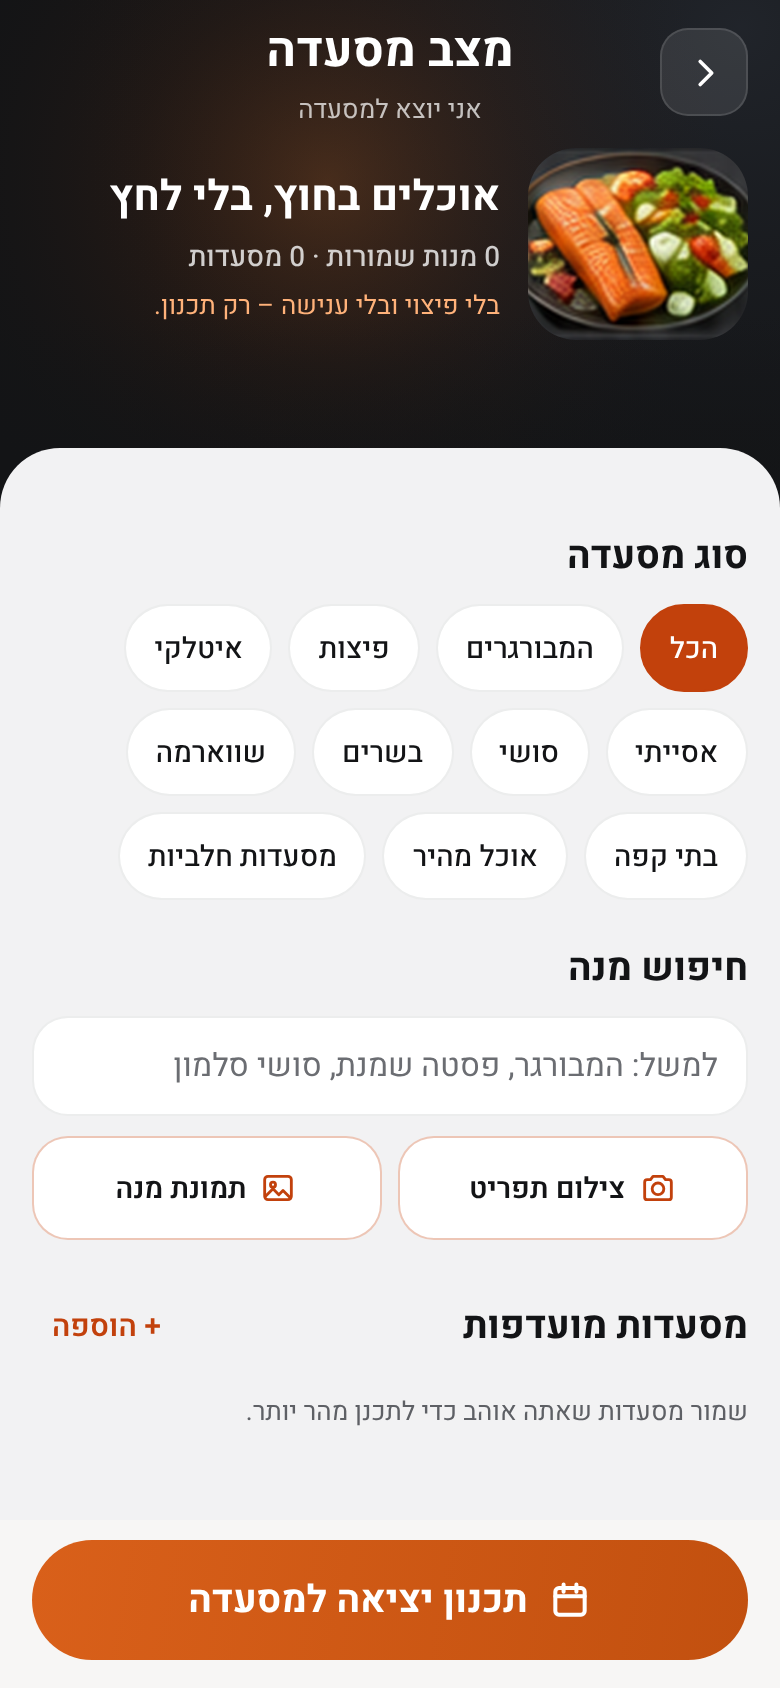 מצב מסעדה
אני יוצא למסעדה
אוכלים בחוץ, בלי לחץ
0 מנות שמורות · 0 מסעדות
בלי פיצוי ובלי ענישה – רק תכנון.
סוג מסעדה
הכל
המבורגרים
פיצות
איטלקי
אסייתי
סושי
בשרים
שווארמה
בתי קפה
אוכל מהיר
מסעדות חלביות
חיפוש מנה
למשל: המבורגר, פסטה שמנת, סושי סלמון
צילום תפריט
תמונת מנה
מסעדות מועדפות
+ הוספה
שמור מסעדות שאתה אוהב כדי לתכנן מהר יותר.
תכנון יציאה למסעדה